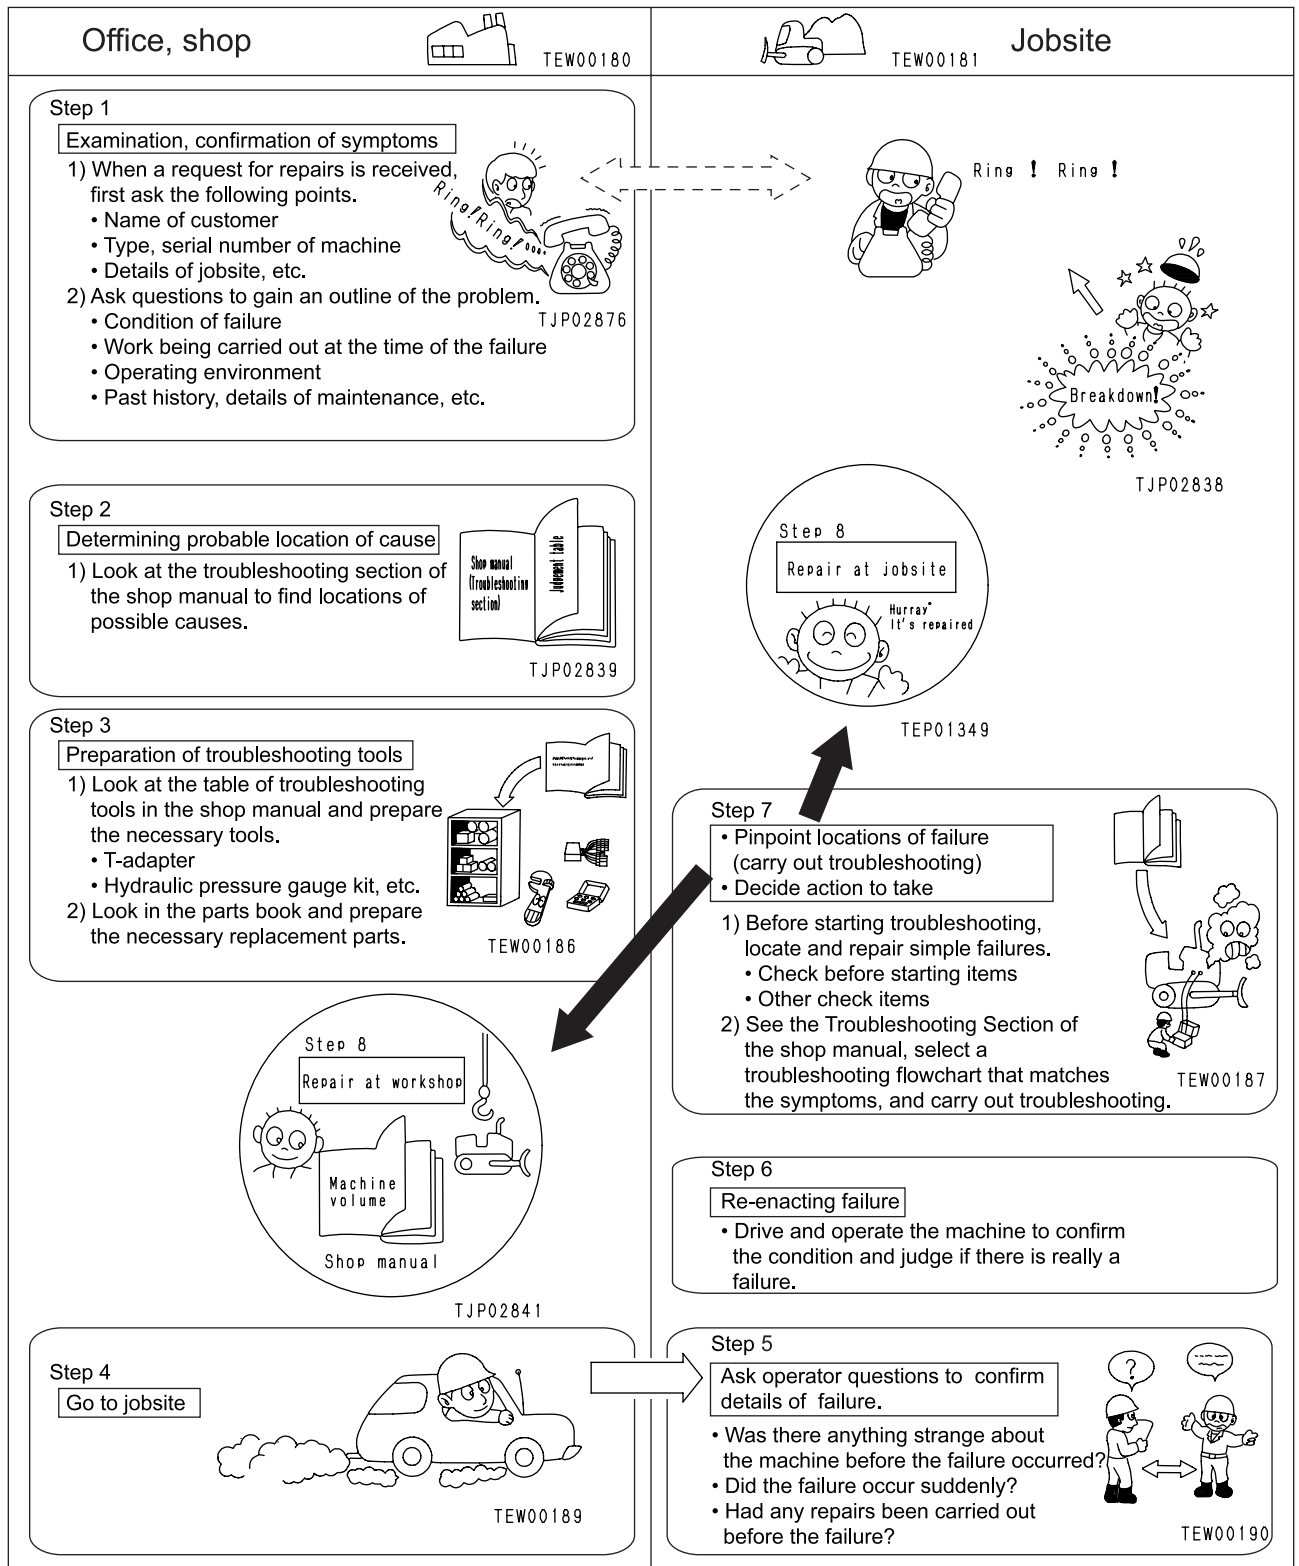 Office, shop
TEW00180
TEW00181
Jobsite
Step 1
Examination, confirmation of symptoms
1) When a request for repairs is received,
first ask the following points.
• Name of customer
• Type, serial number of machine
• Details of jobsite, etc.
2) Ask questions to gain an outline of the problem.
• Condition of failure
• Work being carried out at the time of the failure
• Operating environment
• Past history, details of maintenance, etc.
Ring! Ring! ....
TJP02876
Ring ! Ring !
Breakdown!
TJP02838
Step 2
Determining probable location of cause
1) Look at the troubleshooting section of
the shop manual to find locations of
possible causes.
Shop manual
(Troubleshooting
section)
Judgement table
TJP02839
Step 8
Repair at jobsite
Hurray"
It's repaired
TEP01349
Step 3
Preparation of troubleshooting tools
1) Look at the table of troubleshooting
tools in the shop manual and prepare
the necessary tools.
• T-adapter
• Hydraulic pressure gauge kit, etc.
2) Look in the parts book and prepare
the necessary replacement parts.
TEW00186
Step 7
• Pinpoint locations of failure
(carry out troubleshooting)
• Decide action to take
1) Before starting troubleshooting,
locate and repair simple failures.
• Check before starting items
• Other check items
2) See the Troubleshooting Section of
the shop manual, select a
troubleshooting flowchart that matches
the symptoms, and carry out troubleshooting.
TEW00187
Step 8
Repair at workshop
Machine
volume
Shop manual
TJP02841
Step 6
Re-enacting failure
• Drive and operate the machine to confirm
the condition and judge if there is really a
failure.
Step 4
Go to jobsite
TEW00189
Step 5
Ask operator questions to confirm
details of failure.
• Was there anything strange about
the machine before the failure occurred?
• Did the failure occur suddenly?
• Had any repairs been carried out
before the failure?
?
TEW00190